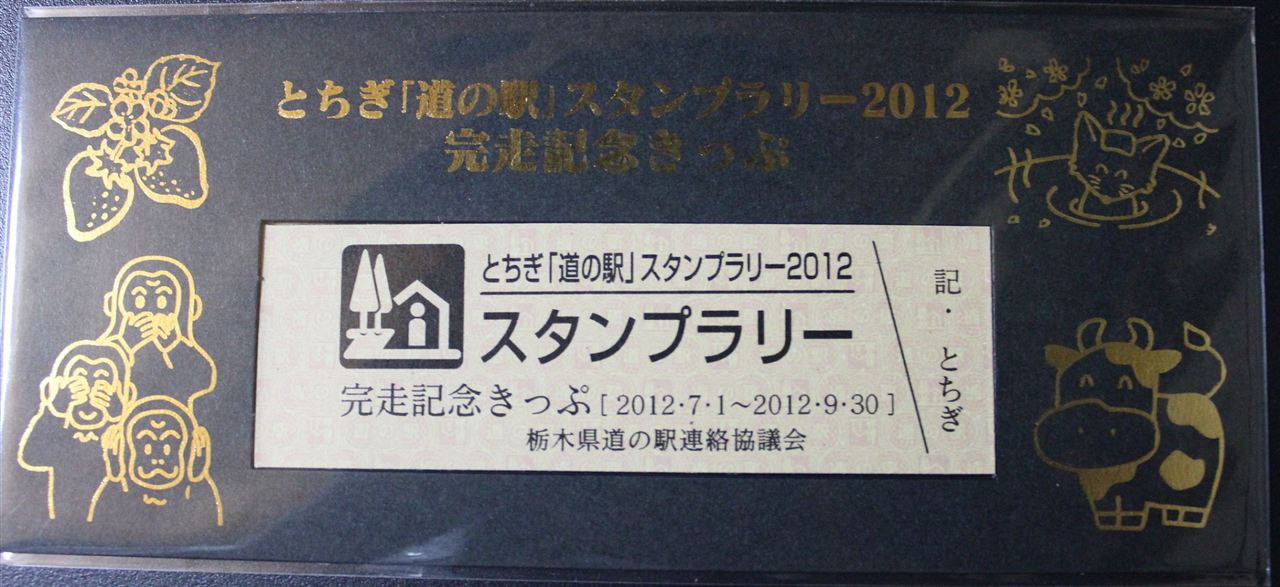 とちぎ「道の駅」スタンプラリー2012
完走記念きっぷ
とちぎ「道の駅」スタンプラリー2012
スタンプラリー
完走記念きっぷ[2012・7・1〜2012・9・30]
栃木県道の駅連絡協議会
記・とちぎ